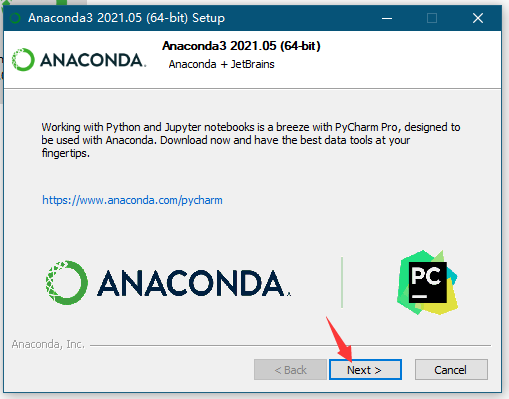 Anaconda3 2021.05 (64-bit) Setup
Anaconda3 2021.05 (64-bit)
ANACONDA.
Anaconda + JetBrains
Working with Python and Jupyter notebooks is a breeze with PyCharm Pro, designed to
be used with Anaconda. Download now and have the best data tools at your
fingertips.
https://www.anaconda.com/pycharm
ANACONDA.
PC
Anaconda, Inc.
< Back
Next >
Cancel